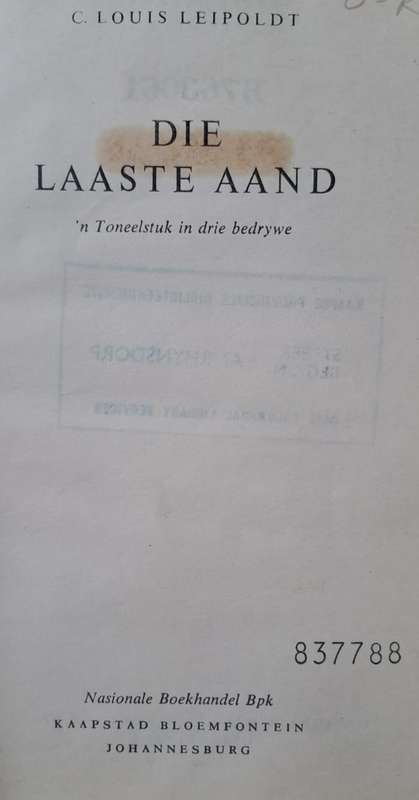 C. LOUIS LEIPOLDT
DIE
LAASTE AAND
'n Toneelstuk in drie bedrywe
837788
Nasionale Boekhandel Bpk
KAAPSTAD BLOEMFONTEIN
JOHANNESBURG